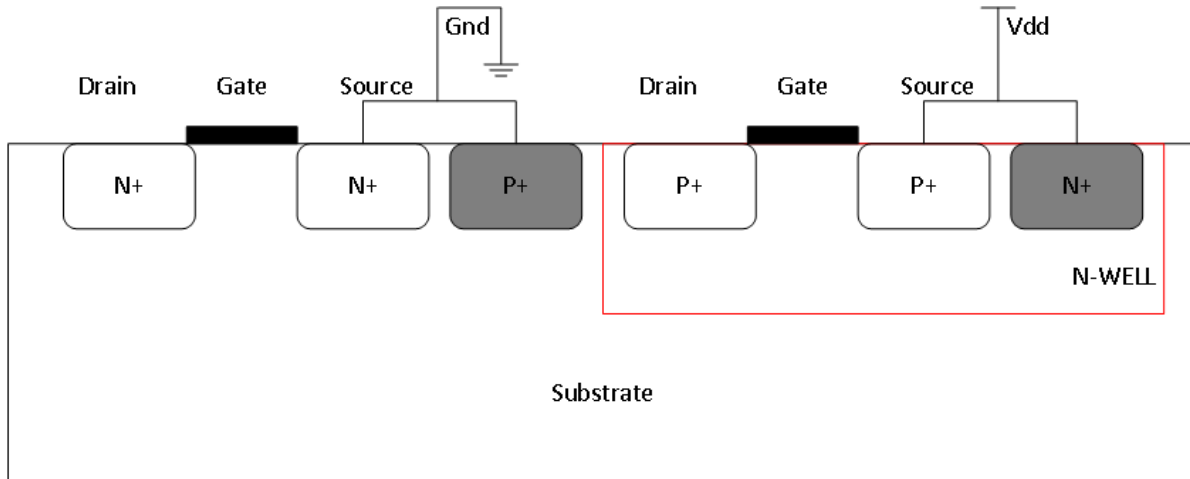 Gnd
Vdd
Drain
Gate
Source
Drain
Gate
Source
N+
N+
P+
P+
P+
N+
N-WELL
Substrate